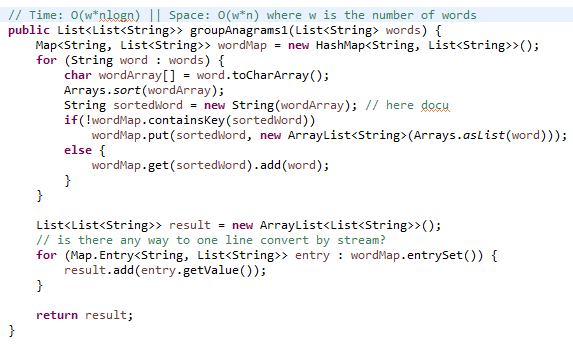 // Time: O(w*nlogn) || Space: O(w*n) where w is the number of words
public List<List<String>> groupAnagrams1(List<String> words) {
    Map<String, List<String>> wordMap = new HashMap<String, List<String>>();
    for (String word : words) {
        char wordArray[] = word.toCharArray();
        Arrays.sort(wordArray);
        String sortedWord = new String(wordArray); // here docu
        if(!wordMap.containsKey(sortedWord))
            wordMap.put(sortedWord, new ArrayList<String>(Arrays.asList(word)));
        else {
            wordMap.get(sortedWord).add(word);
        }
    }

    List<List<String>> result = new ArrayList<List<String>>();
    // is there any way to one line convert by stream?
    for (Map.Entry<String, List<String>> entry : wordMap.entrySet()) {
        result.add(entry.getValue());
    }

    return result;
}